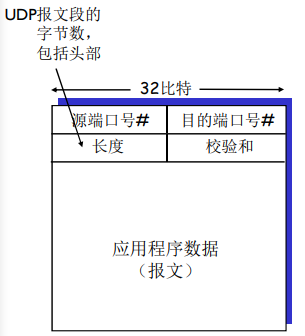 UDP报文段的
字节数，
包括头部
32比特
源端口号#
目的端口号#
长度
校验和
应用程序数据
（报文）